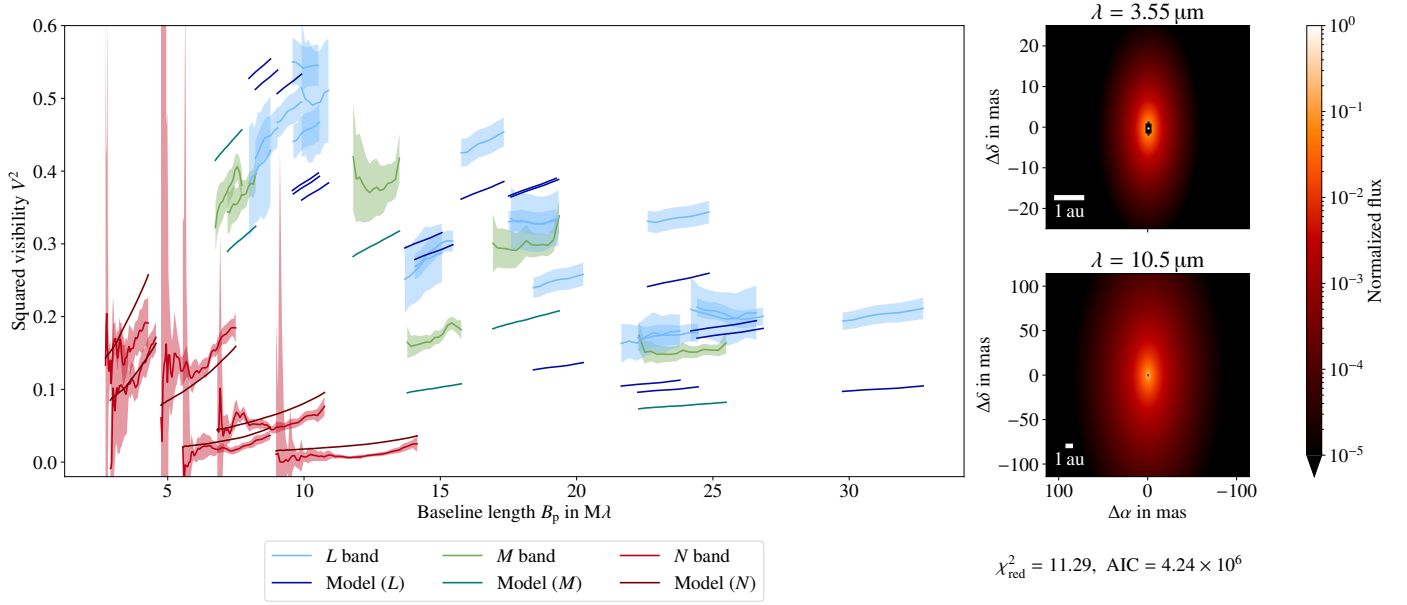 0.6
0.5
0.4
0.3
0.2
0.1
0.0
Squared visibility V²
5
10
15
20
25
30
Baseline length Bₚ in Mλ
L band
M band
N band
Model (L)
Model (M)
Model (N)
λ = 3.55 μm
20
10
0
−10
−20
Δδ in mas
1 au
λ = 10.5 μm
100
50
0
−50
−100
Δδ in mas
1 au
100
0
−100
Δα in mas
10⁰
10⁻¹
10⁻²
10⁻³
10⁻⁴
10⁻⁵
Normalized flux
χ²red = 11.29, AIC = 4.24 × 10⁶